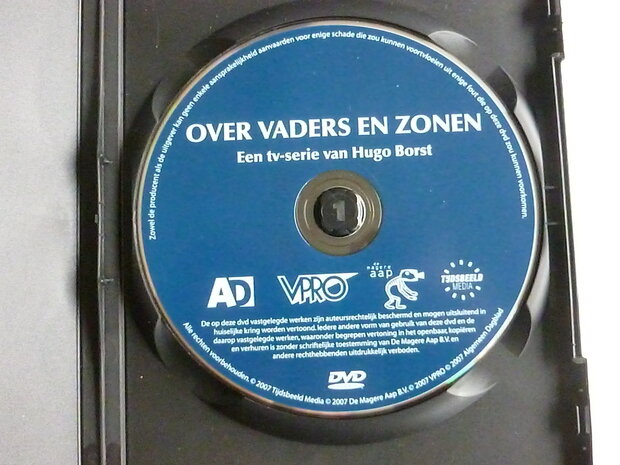 Zowel de producent als de uitgever kan geen enkele aansprakelijkheid aanvaarden voor enige schade die zou kunnen voortvloeien uit enige fout die op deze dvd zou kunnen voorkomen.
OVER VADERS EN ZONEN
Een tv-serie van Hugo Borst
1
AD
VPRO
de magere aap
TIJDSBEELD MEDIA
De op deze dvd vastgelegde werken zijn auteursrechtelijk beschermd en mogen uitsluitend in
huiselijke kring worden vertoond. Iedere andere vorm van gebruik van deze dvd en de
daarop vastgelegde werken, waaronder begrepen vertoning in het openbaar, kopiëren
en verhuren is zonder schriftelijke toestemming van De Magere Aap B.V. en
andere rechthebbenden uitdrukkelijk verboden.
DVD
Alle rechten voorbehouden. © 2007 Tijdsbeeld Media © 2007 De Magere Aap B.V. © 2007 VPRO © 2007 Algemeen Dagblad